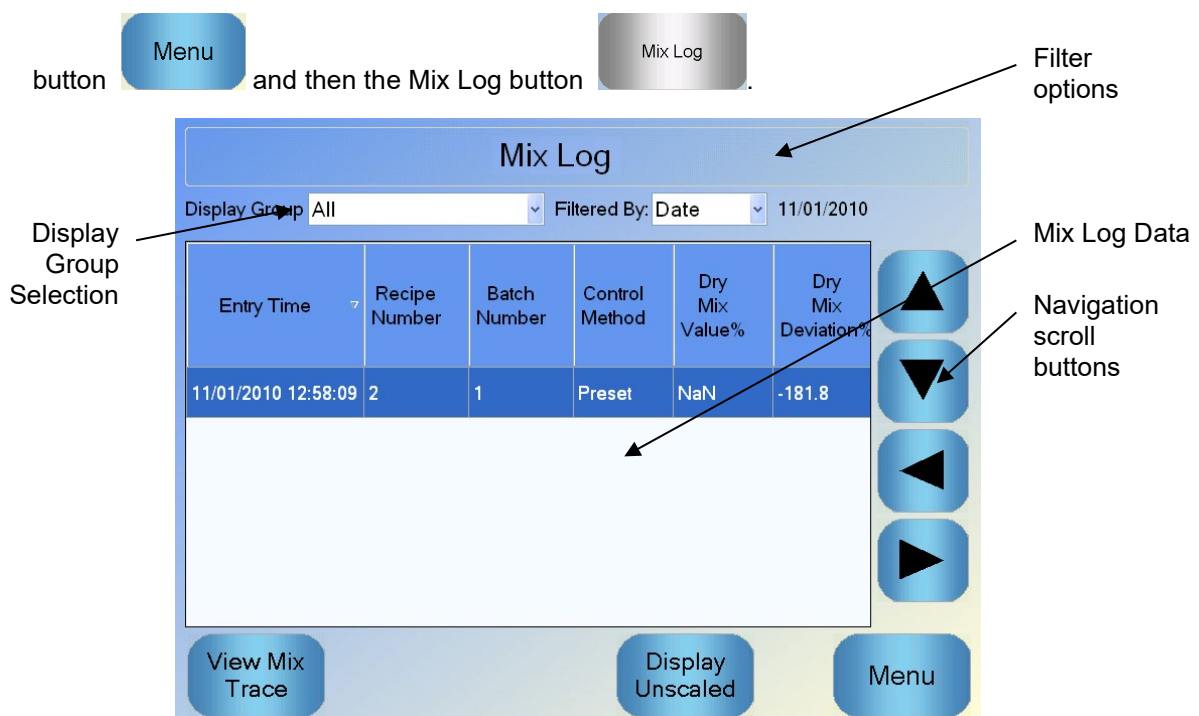 Menu
Mix Log
button and then the Mix Log button .
Filter
options
Mix Log
Display Group All Filtered By: Date 11/01/2010
Display
Group
Selection
Entry Time
Recipe
Number
Batch
Number
Control
Method
Dry
Mix
Value%
Dry
Mix
Deviation%
Mix Log Data
Navigation
scroll
buttons
11/01/2010 12:58:09 2 1 Preset NaN -181.8
View Mix
Trace
Display
Unscaled
Menu